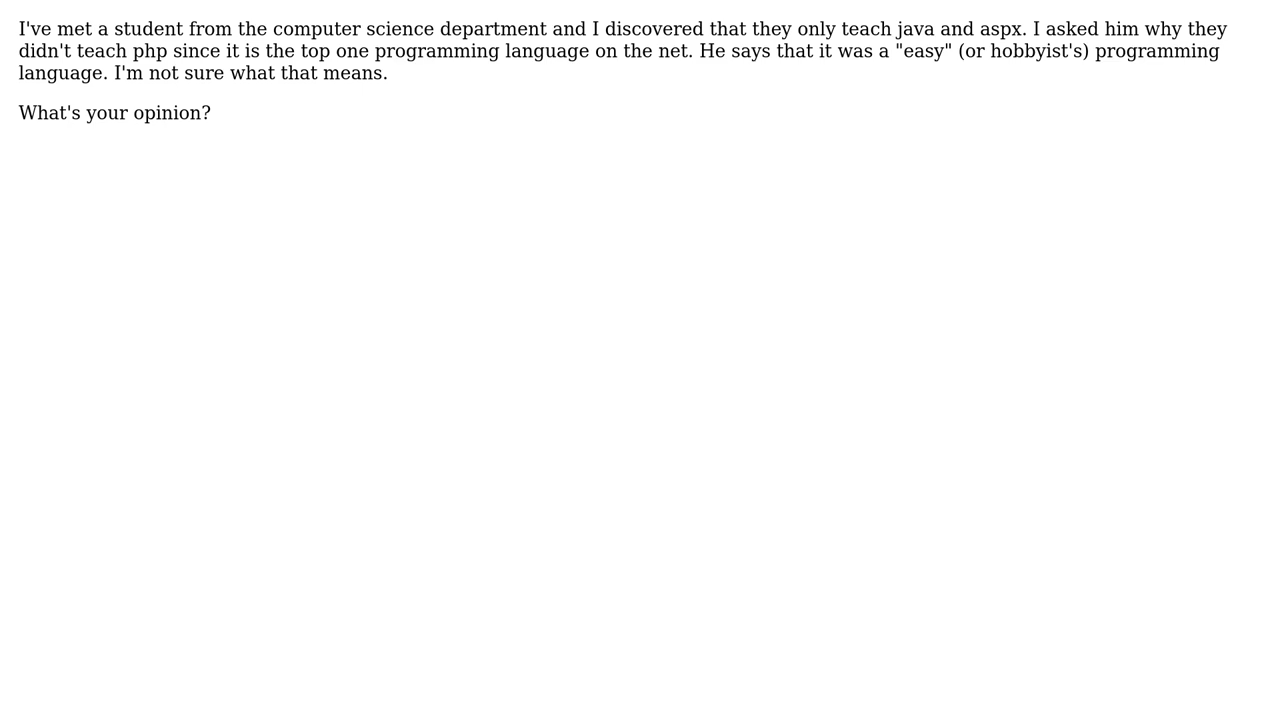 I've met a student from the computer science department and I discovered that they only teach java and aspx. I asked him why they
didn't teach php since it is the top one programming language on the net. He says that it was a "easy" (or hobbyist's) programming
language. I'm not sure what that means.
What's your opinion?